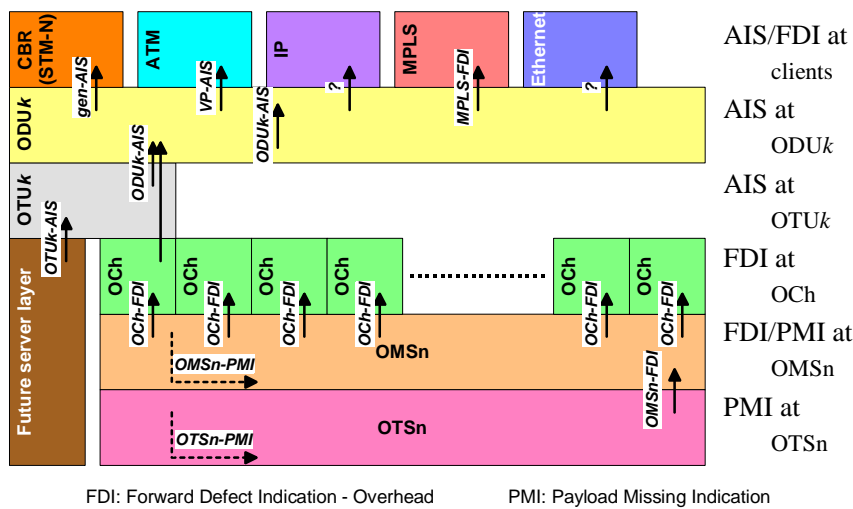 CBR
(STM-N)
ATM
IP
MPLS
Ethernet
AIS/FDI at
clients
gen-AIS
VP-AIS
ODUk-AIS
?
MPLS-FDI
?
ODUk
AIS at
ODUk
ODUk-AIS
OTUk
AIS at
OTUk
OTUk-AIS
Future server layer
OCh
OCh
OCh
OCh
OCh
OCh
FDI at
OCh
OCh-FDI
OCh-FDI
OCh-FDI
OCh-FDI
OCh-FDI
OCh-FDI
OMSn
OMSn-PMI
FDI/PMI at
OMSn
OMSn-FDI
OTSn
OTSn-PMI
PMI at
OTSn
FDI: Forward Defect Indication - Overhead
PMI: Payload Missing Indication